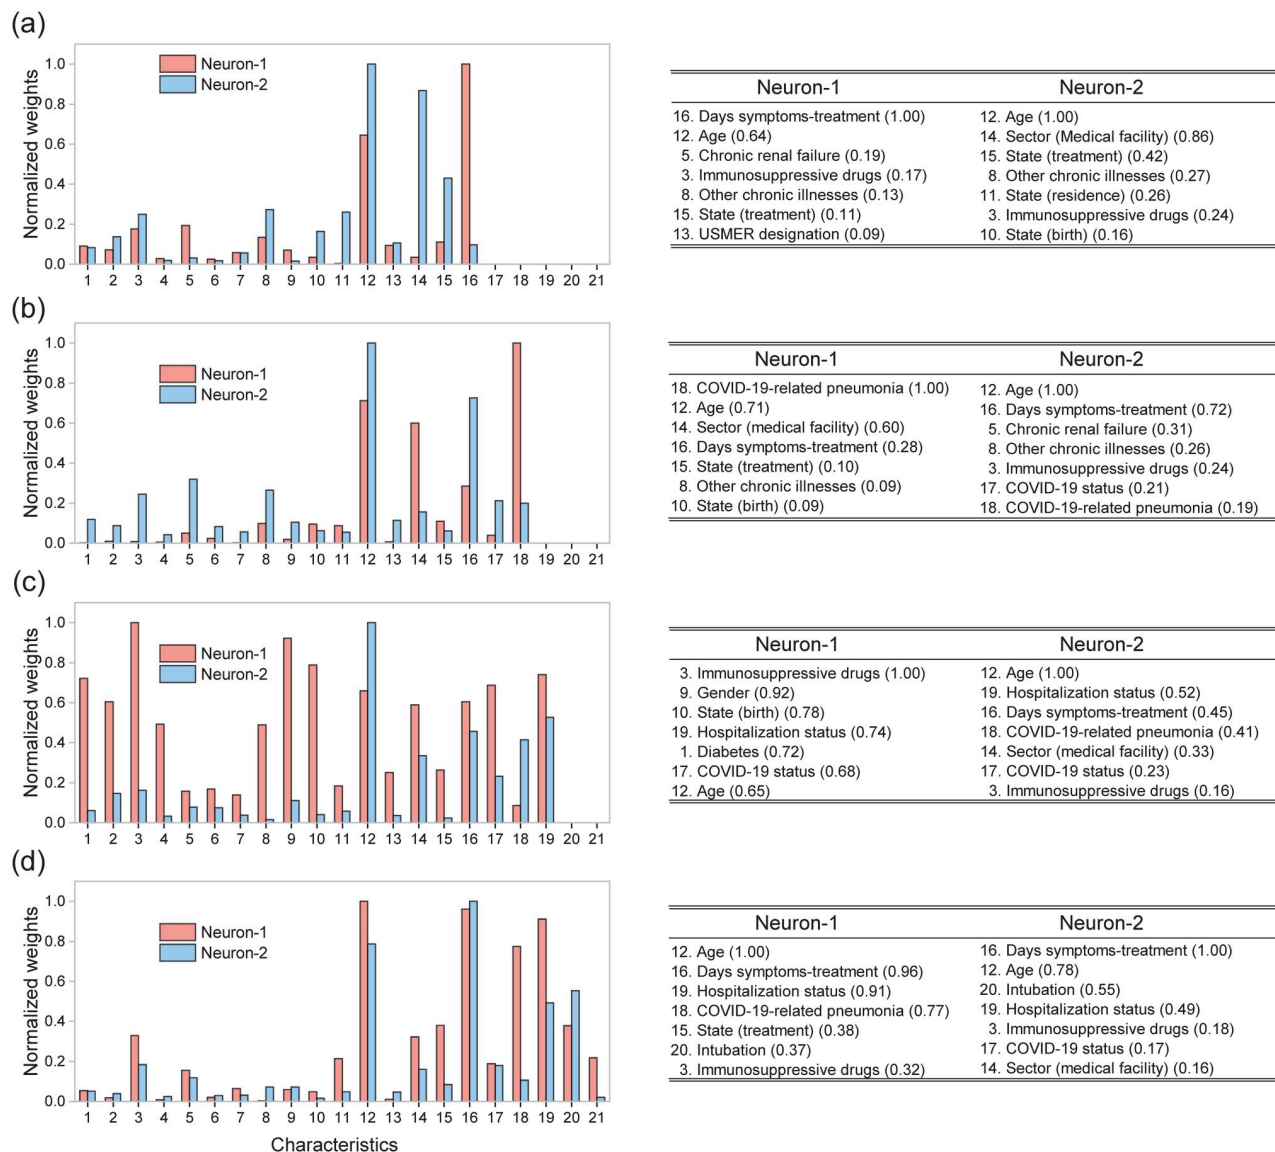 (a)
Normalized weights
1.0
0.8
0.6
0.4
0.2
0.0
Neuron-1
Neuron-2
1 2 3 4 5 6 7 8 9 10 11 12 13 14 15 16 17 18 19 20 21
Neuron-1 Neuron-2
16. Days symptoms-treatment (1.00) 12. Age (1.00)
12. Age (0.64) 14. Sector (Medical facility) (0.86)
5. Chronic renal failure (0.19) 15. State (treatment) (0.42)
3. Immunosuppressive drugs (0.17) 8. Other chronic illnesses (0.27)
8. Other chronic illnesses (0.13) 11. State (residence) (0.26)
15. State (treatment) (0.11) 3. Immunosuppressive drugs (0.24)
13. USMER designation (0.09) 10. State (birth) (0.16)
(b)
Normalized weights
1.0
0.8
0.6
0.4
0.2
0.0
Neuron-1
Neuron-2
1 2 3 4 5 6 7 8 9 10 11 12 13 14 15 16 17 18 19 20 21
Neuron-1 Neuron-2
18. COVID-19-related pneumonia (1.00) 12. Age (1.00)
12. Age (0.71) 16. Days symptoms-treatment (0.72)
14. Sector (medical facility) (0.60) 5. Chronic renal failure (0.31)
16. Days symptoms-treatment (0.28) 8. Other chronic illnesses (0.26)
15. State (treatment) (0.10) 3. Immunosuppressive drugs (0.24)
8. Other chronic illnesses (0.09) 17. COVID-19 status (0.21)
10. State (birth) (0.09) 18. COVID-19-related pneumonia (0.19)
(c)
Normalized weights
1.0
0.8
0.6
0.4
0.2
0.0
Neuron-1
Neuron-2
1 2 3 4 5 6 7 8 9 10 11 12 13 14 15 16 17 18 19 20 21
Neuron-1 Neuron-2
3. Immunosuppressive drugs (1.00) 12. Age (1.00)
9. Gender (0.92) 19. Hospitalization status (0.52)
10. State (birth) (0.78) 16. Days symptoms-treatment (0.45)
19. Hospitalization status (0.74) 18. COVID-19-related pneumonia (0.41)
1. Diabetes (0.72) 14. Sector (medical facility) (0.33)
17. COVID-19 status (0.68) 17. COVID-19 status (0.23)
12. Age (0.65) 3. Immunosuppressive drugs (0.16)
(d)
Normalized weights
1.0
0.8
0.6
0.4
0.2
0.0
Neuron-1
Neuron-2
1 2 3 4 5 6 7 8 9 10 11 12 13 14 15 16 17 18 19 20 21
Characteristics
Neuron-1 Neuron-2
12. Age (1.00) 16. Days symptoms-treatment (1.00)
16. Days symptoms-treatment (0.96) 12. Age (0.78)
19. Hospitalization status (0.91) 20. Intubation (0.55)
18. COVID-19-related pneumonia (0.77) 19. Hospitalization status (0.49)
15. State (treatment) (0.38) 3. Immunosuppressive drugs (0.18)
20. Intubation (0.37) 17. COVID-19 status (0.17)
3. Immunosuppressive drugs (0.32) 14. Sector (medical facility) (0.16)